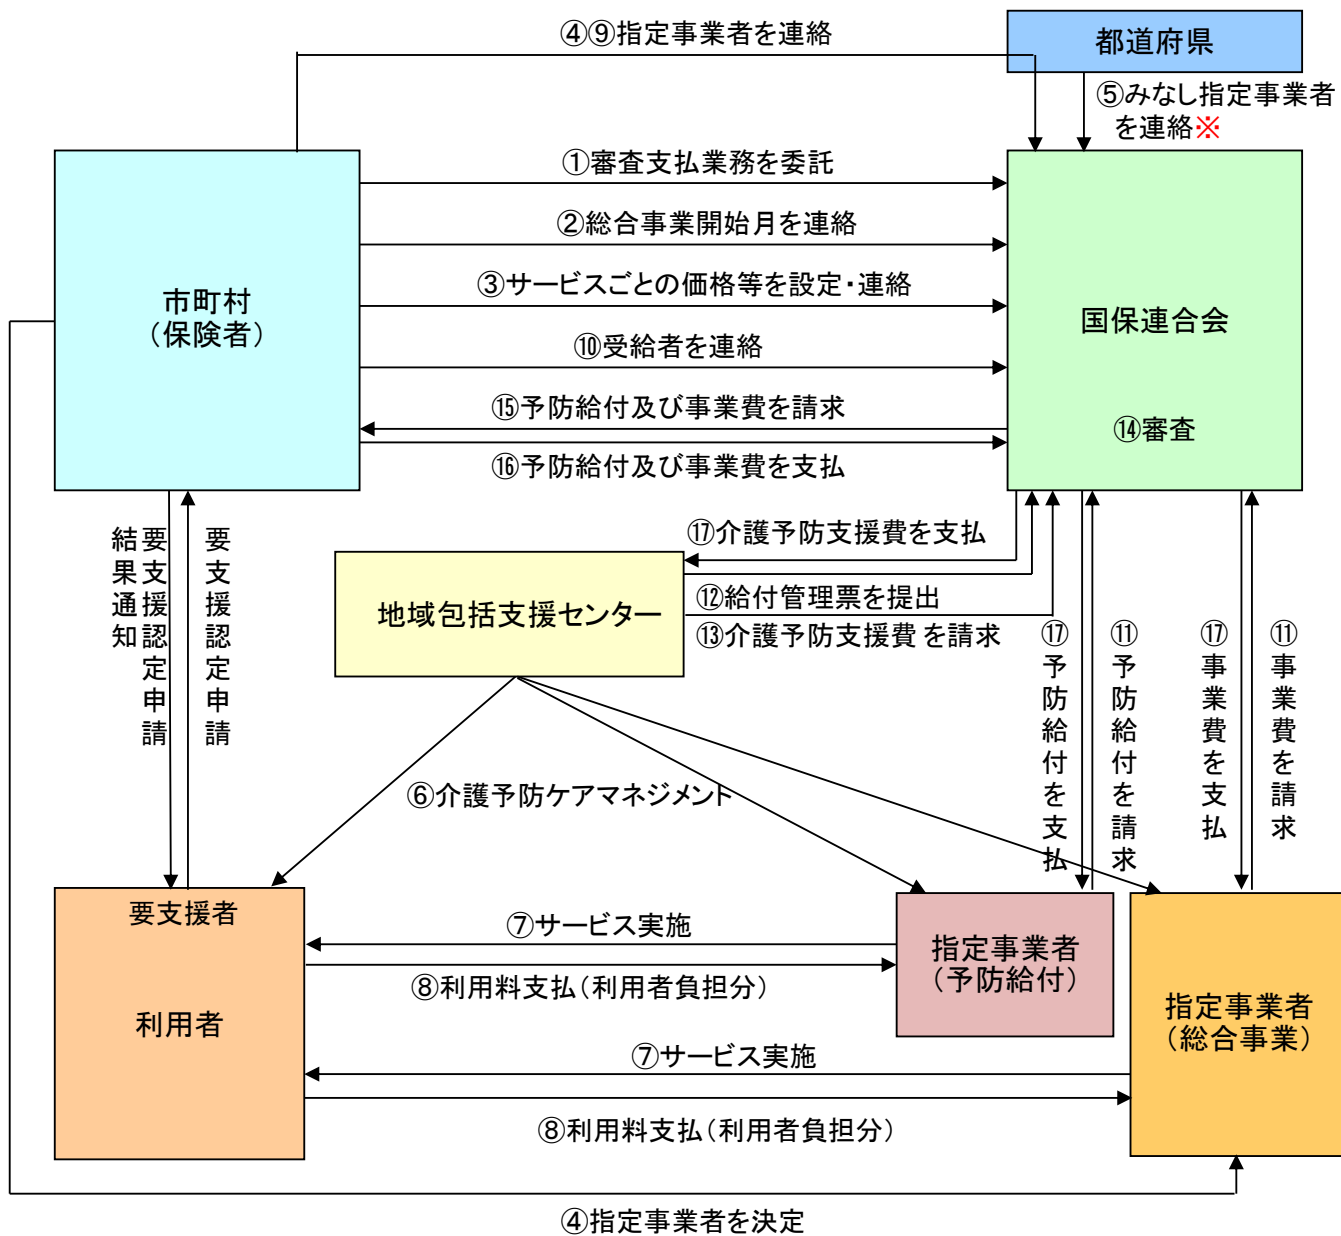 ④⑨指定事業者を連絡
都道府県
⑤みなし指定事業者
を連絡※
①審査支払業務を委託
②総合事業開始月を連絡
③サービスごとの価格等を設定・連絡
市町村
（保険者）
国保連合会
⑩受給者を連絡
⑮予防給付及び事業費を請求
⑭審査
⑯予防給付及び事業費を支払
要支援認定申請
結果通知
要支援認定申請
⑰介護予防支援費を支払
地域包括支援センター
⑫給付管理票を提出
⑬介護予防支援費を請求
⑰予防給付を支払
⑪予防給付を請求
⑰事業費を支払
⑪事業費を請求
⑥介護予防ケアマネジメント
要支援者
利用者
⑦サービス実施
⑧利用料支払（利用者負担分）
指定事業者
（予防給付）
指定事業者
（総合事業）
⑦サービス実施
⑧利用料支払（利用者負担分）
④指定事業者を決定